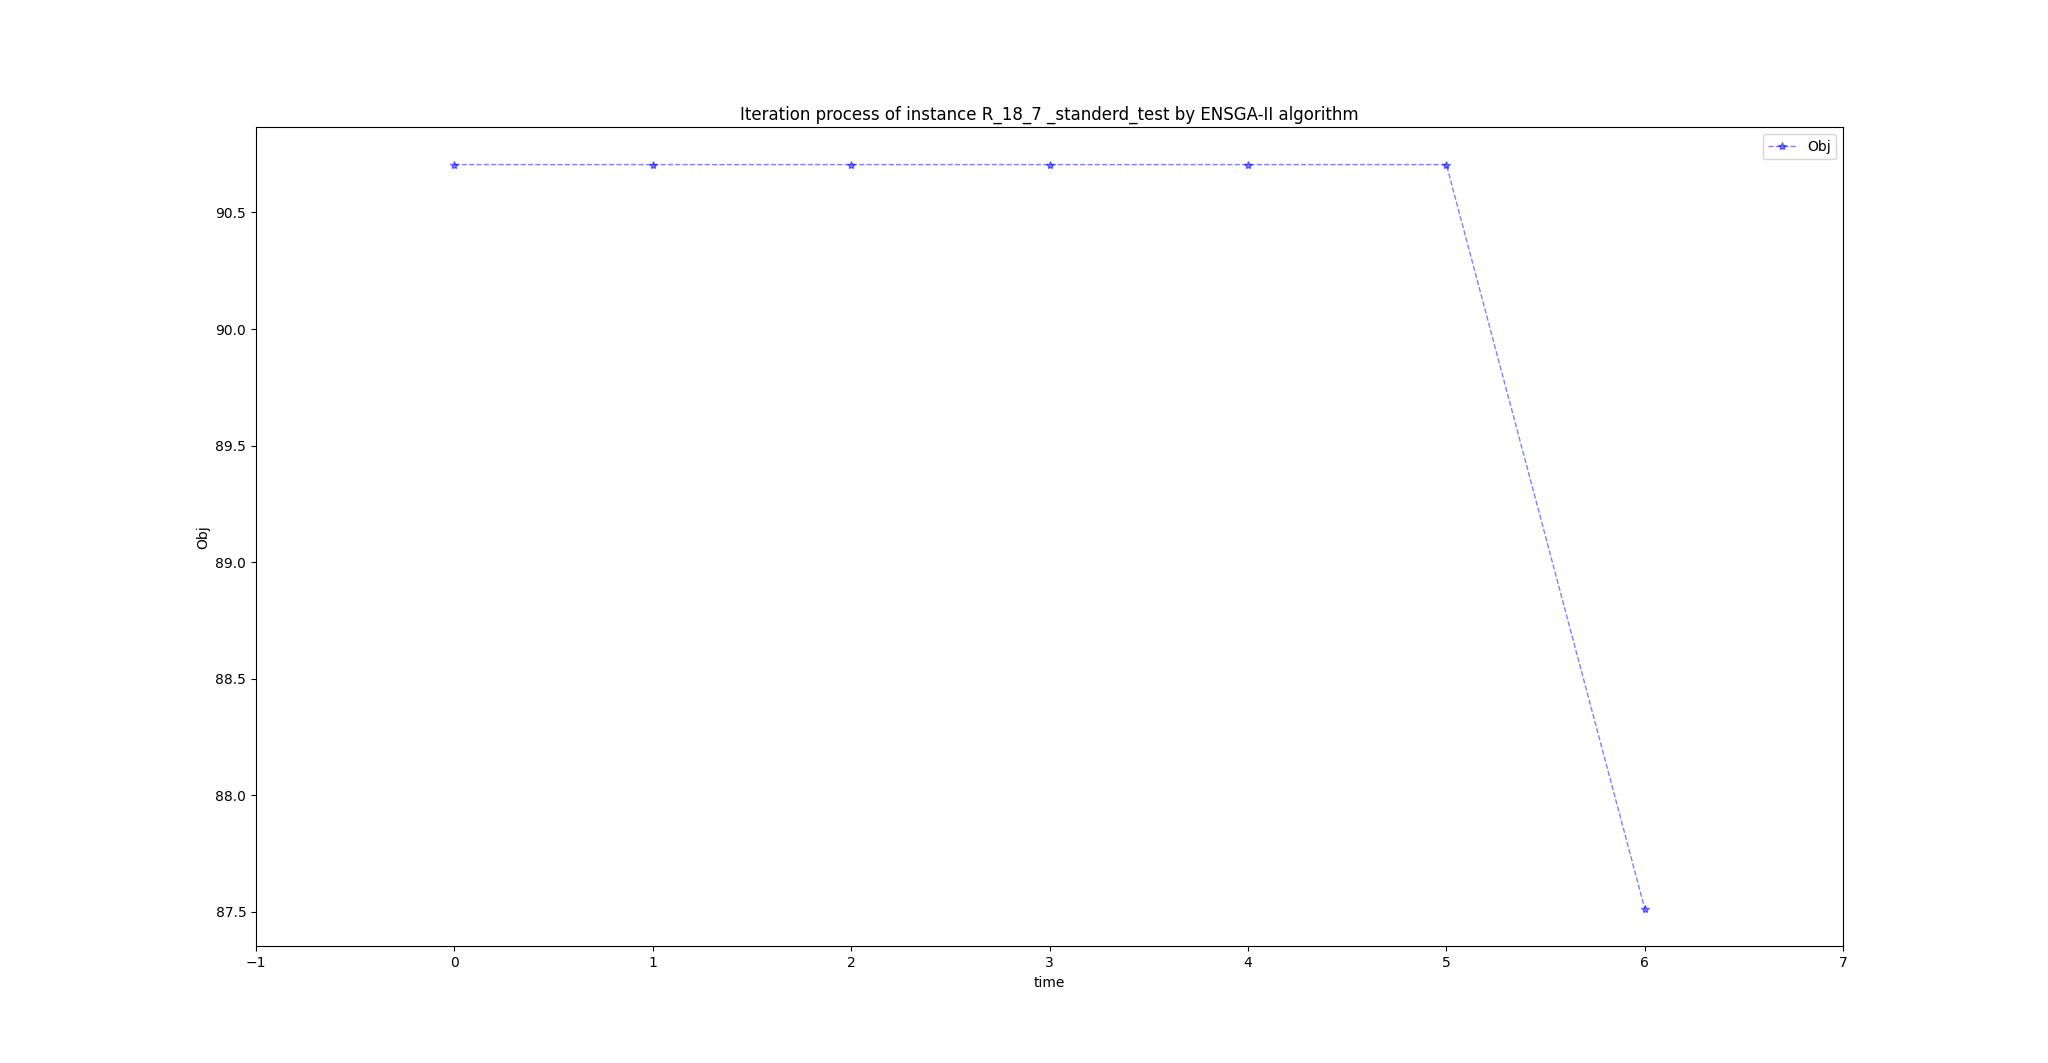 Iteration process of instance R_18_7 _standerd_test by ENSGA-II algorithm
Obj
90.5
90.0
89.5
89.0
88.5
88.0
87.5
Obj
−1 0 1 2 3 4 5 6 7
time